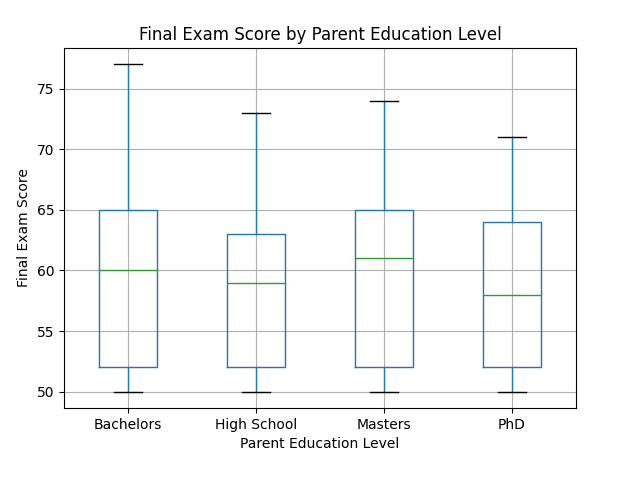 Final Exam Score by Parent Education Level
Final Exam Score
75
70
65
60
55
50
Bachelors High School Masters PhD
Parent Education Level